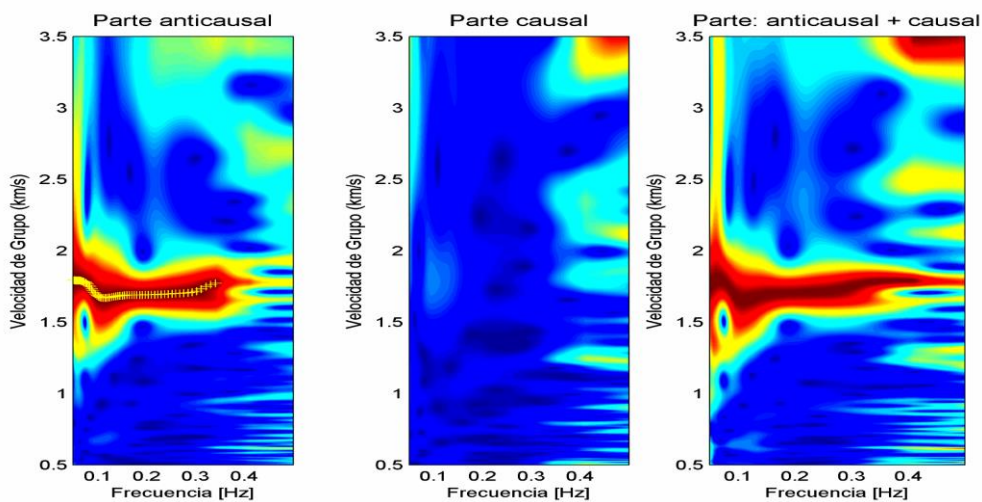 Parte anticausal
3.5
3
2.5
2
1.5
1
0.5
Velocidad de Grupo (km/s)
0.1 0.2 0.3 0.4
Frecuencia [Hz]
Parte causal
3.5
3
2.5
2
1.5
1
0.5
Velocidad de Grupo (km/s)
0.1 0.2 0.3 0.4
Frecuencia [Hz]
Parte: anticausal + causal
3.5
3
2.5
2
1.5
1
0.5
Velocidad de Grupo (km/s)
0.1 0.2 0.3 0.4
Frecuencia [Hz]